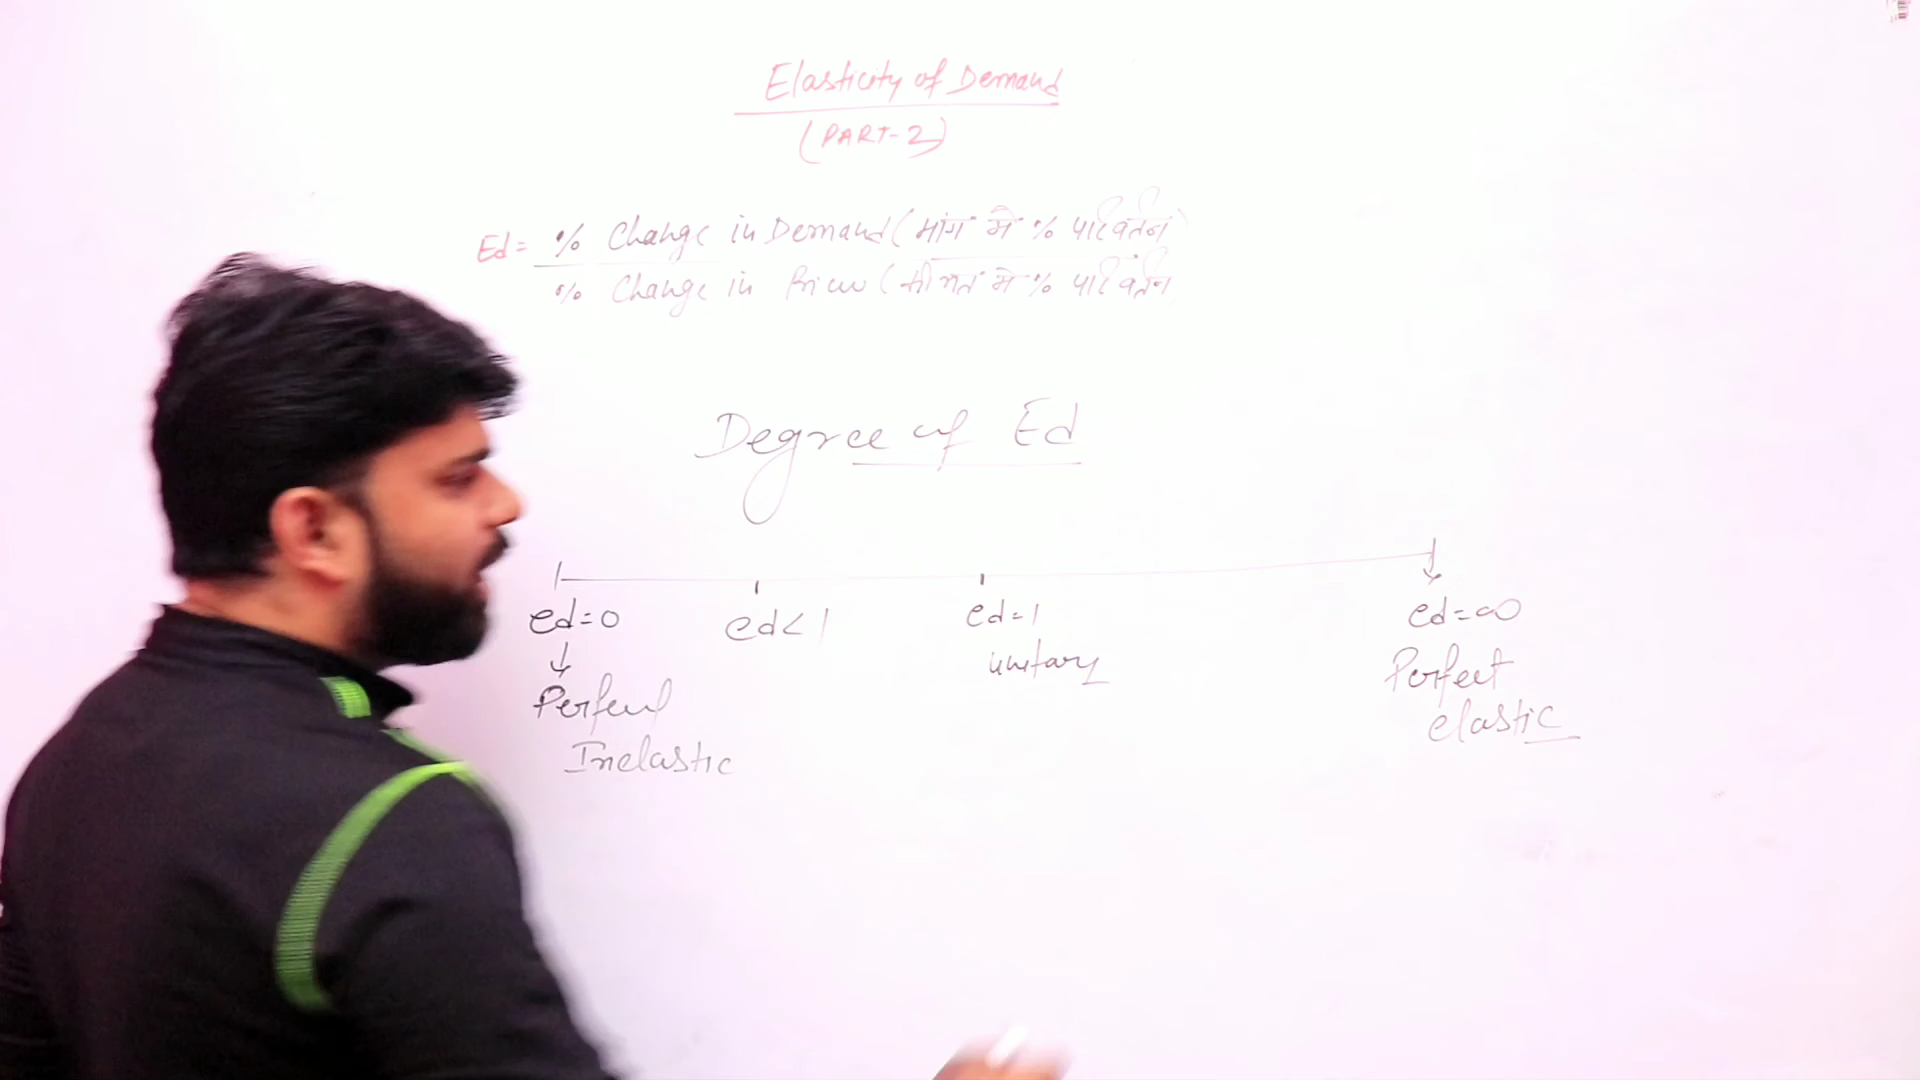 Elasticity of Demand
(PART-2)
Ed = % Change in Demand (मांग में % परिवर्तन)
% Change in Price (कीमत में % परिवर्तन
Degree of Ed
ed=0
ed<1
ed=1
ed=∞
↓
unitary
Perfect
Perfect
elastic
Inelastic